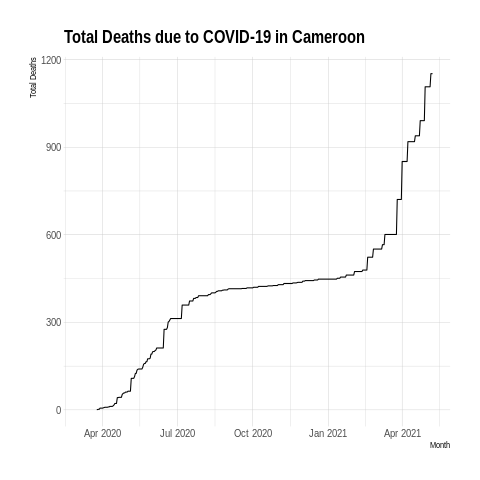 Total Deaths due to COVID-19 in Cameroon
Total Deaths
1200
900
600
300
0
Apr 2020 Jul 2020 Oct 2020 Jan 2021 Apr 2021
Month